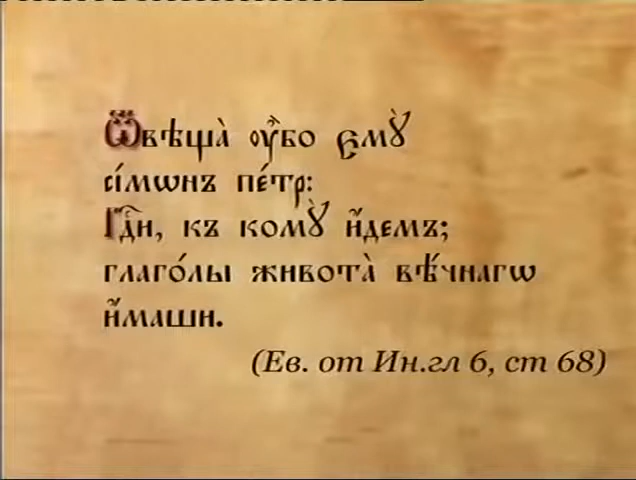 Ѿвѣща̀ ᲂу҆̀бо є҆мꙋ̀
сі́мѡнъ пе́тръ:
Гдⷭ҇и, къ комꙋ̀ и҆́демъ;
глаго́лы живота̀ вѣ́чнагѡ
и҆́маши.
(Ев. от Ин.гл 6, ст 68)